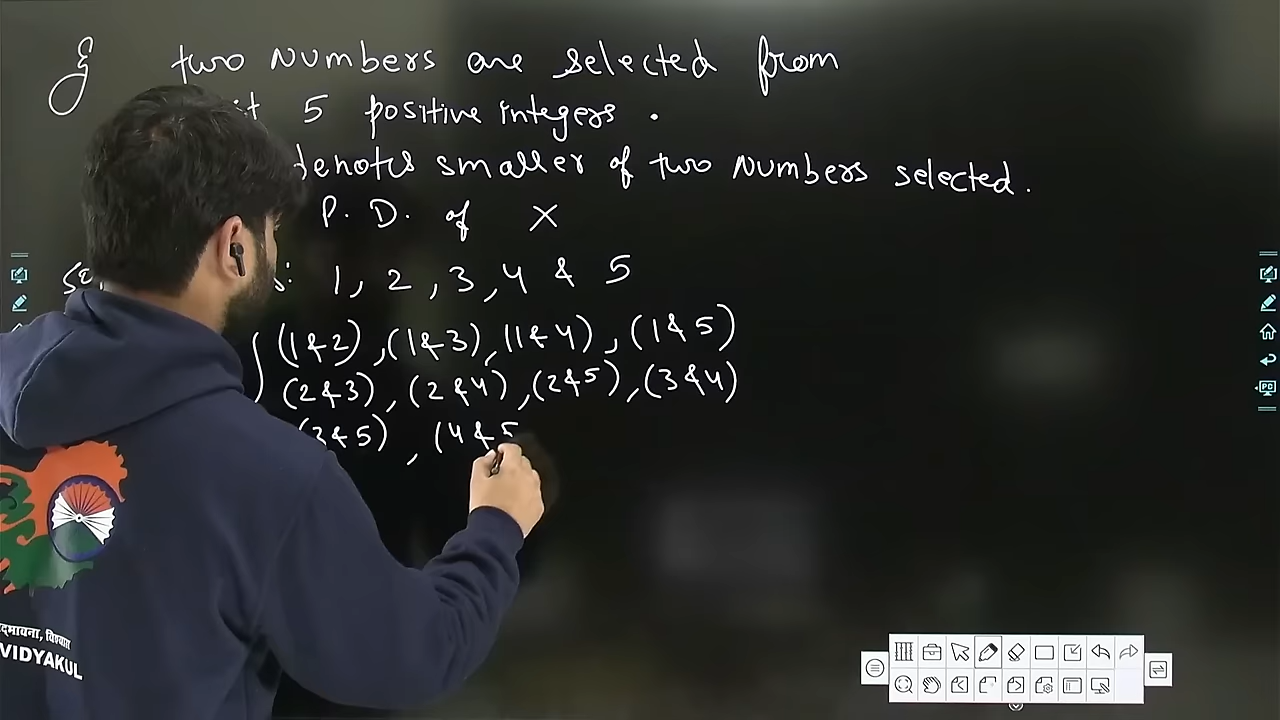 two numbers are selected from
5 positive integers.
denotes smaller of two numbers selected.
P. D. of X
1, 2, 3, 4 & 5
(1 & 2), (1 & 3), (1 & 4), (1 & 5)
(2 & 3), (2 & 4), (2 & 5), (3 & 4)
(3 & 5), (4 & 5
VIDYAKUL